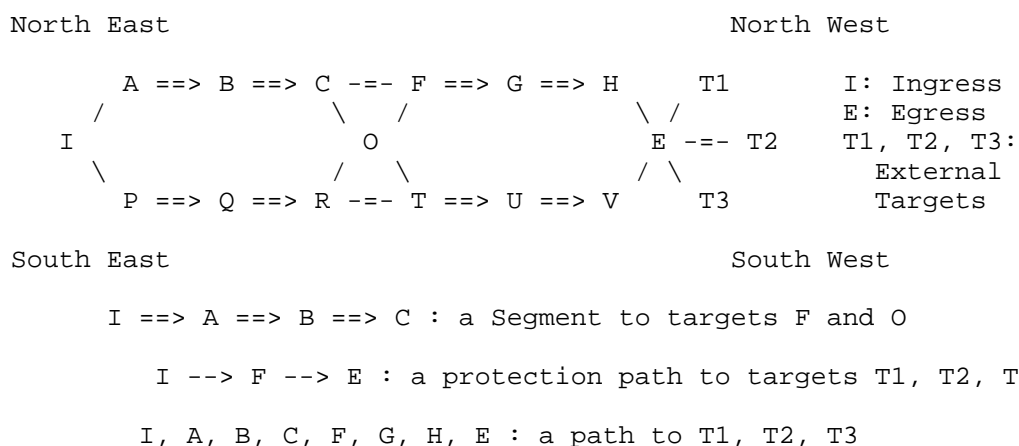 North East                                   North West
A ==> B ==> C -=- F ==> G ==> H     T1       I: Ingress
/             \   /             \ /          E: Egress
I               O                 E -=- T2   T1, T2, T3:
\             /   \             / \          External
P ==> Q ==> R -=- T ==> U ==> V     T3       Targets
South East                                   South West
I ==> A ==> B ==> C : a Segment to targets F and O
I --> F --> E : a protection path to targets T1, T2, T
I, A, B, C, F, G, H, E : a path to T1, T2, T3